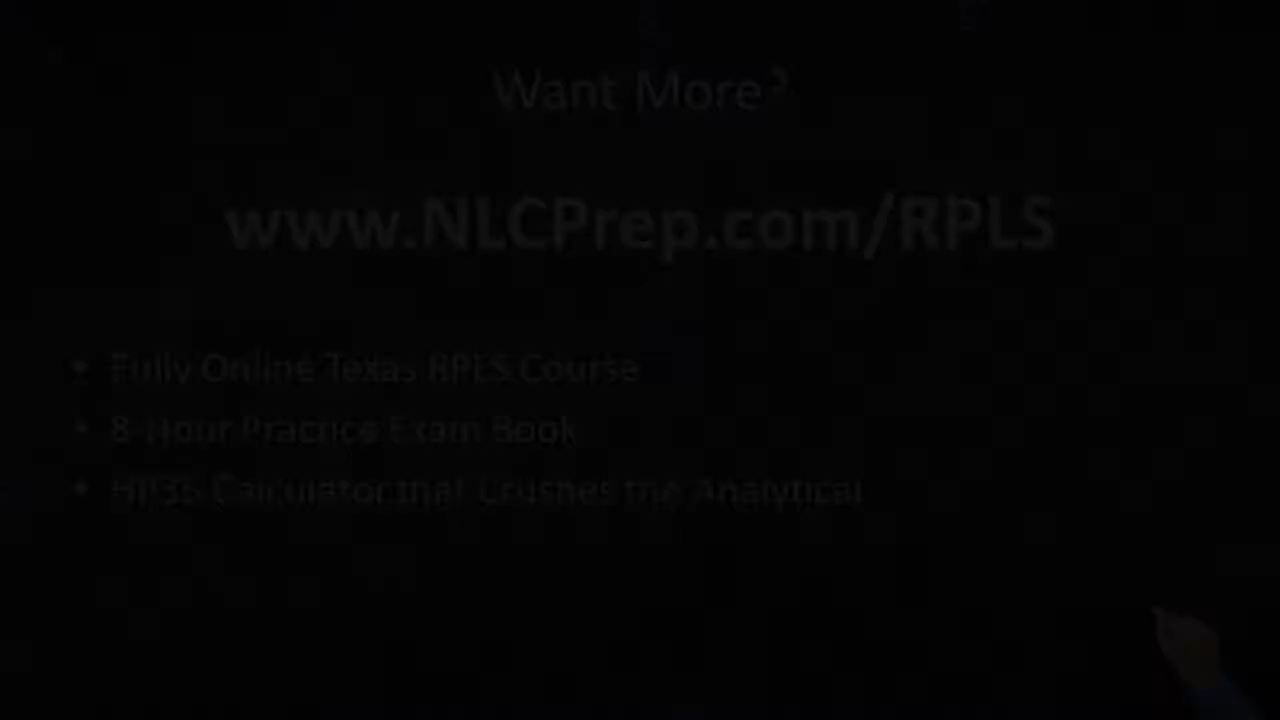 Want More?
www.NLCPrep.com/RPLS
• Fully Online Texas RPLS Course
• 8-Hour Practice Exam Book
• HP35 Calculator that Crushes the Analytical